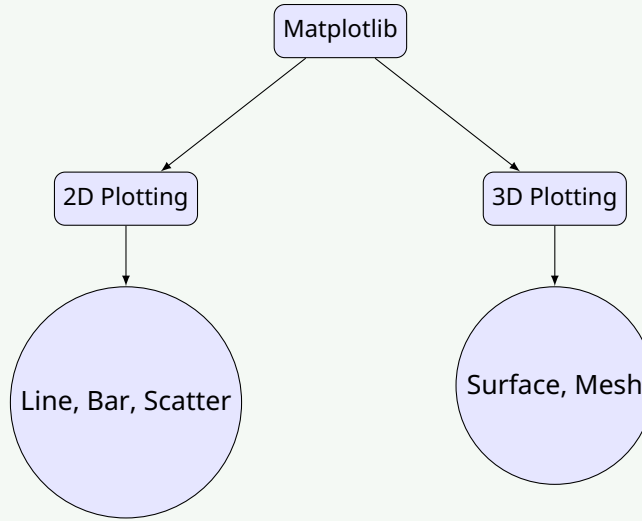 Matplotlib
2D Plotting
3D Plotting
Line, Bar, Scatter
Surface, Mesh